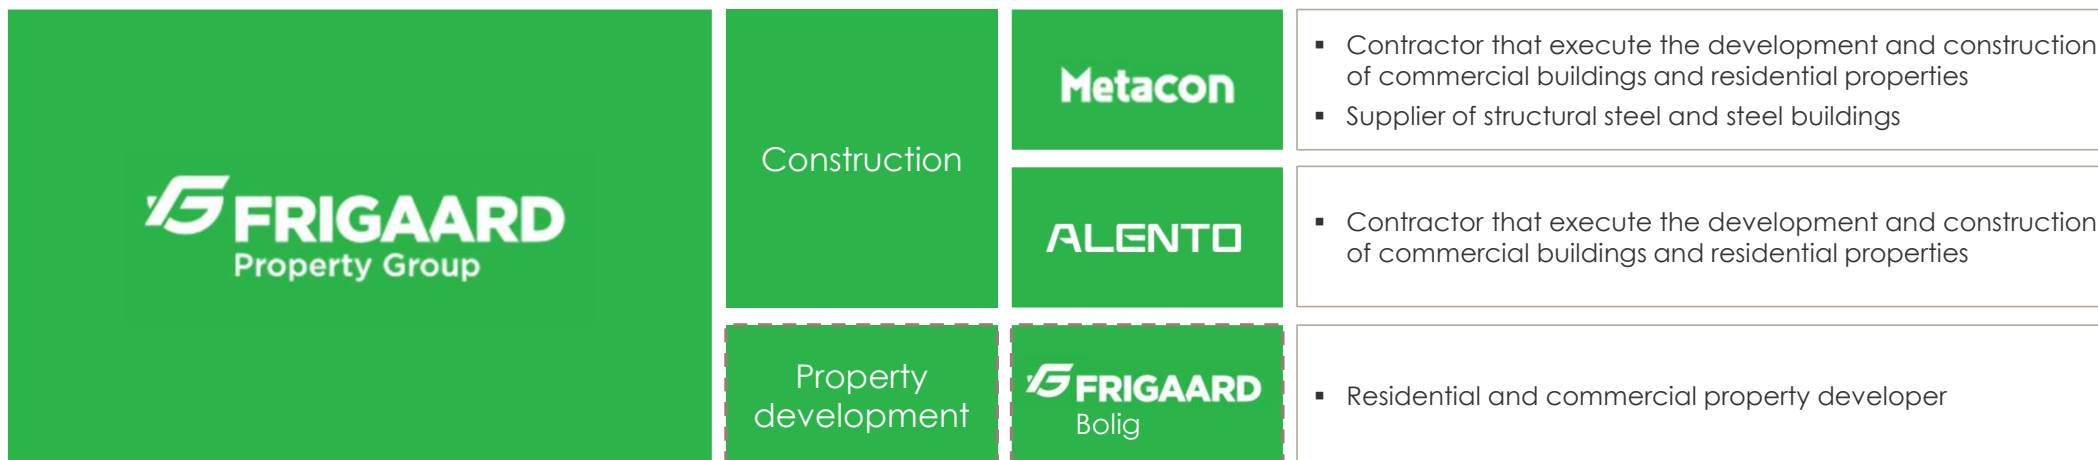 FRIGAARD
Property Group
Construction
Metacon
▪ Contractor that execute the development and construction
of commercial buildings and residential properties
▪ Supplier of structural steel and steel buildings
ALENTO
▪ Contractor that execute the development and construction
of commercial buildings and residential properties
Property
development
FRIGAARD
Bolig
▪ Residential and commercial property developer